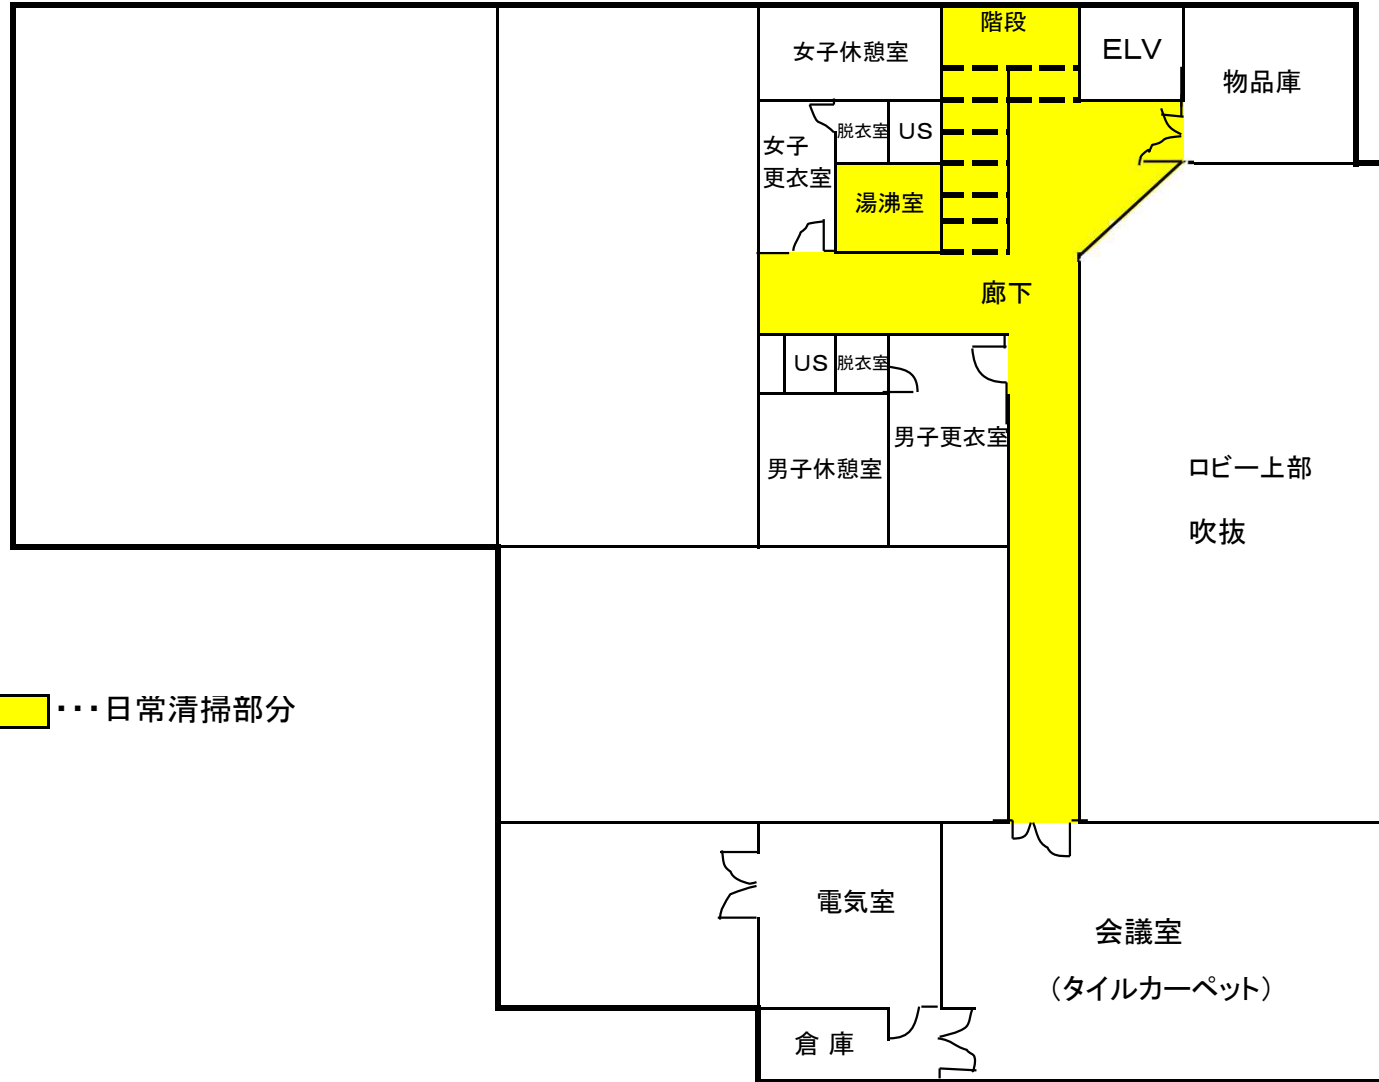 階段
ELV
女子休憩室
物品庫
脱衣室
US
女子
更衣室
湯沸室
廊下
US
脱衣室
男子更衣室
男子休憩室
ロビー上部
吹抜
・・・日常清掃部分
電気室
会議室
（タイルカーペット）
倉 庫